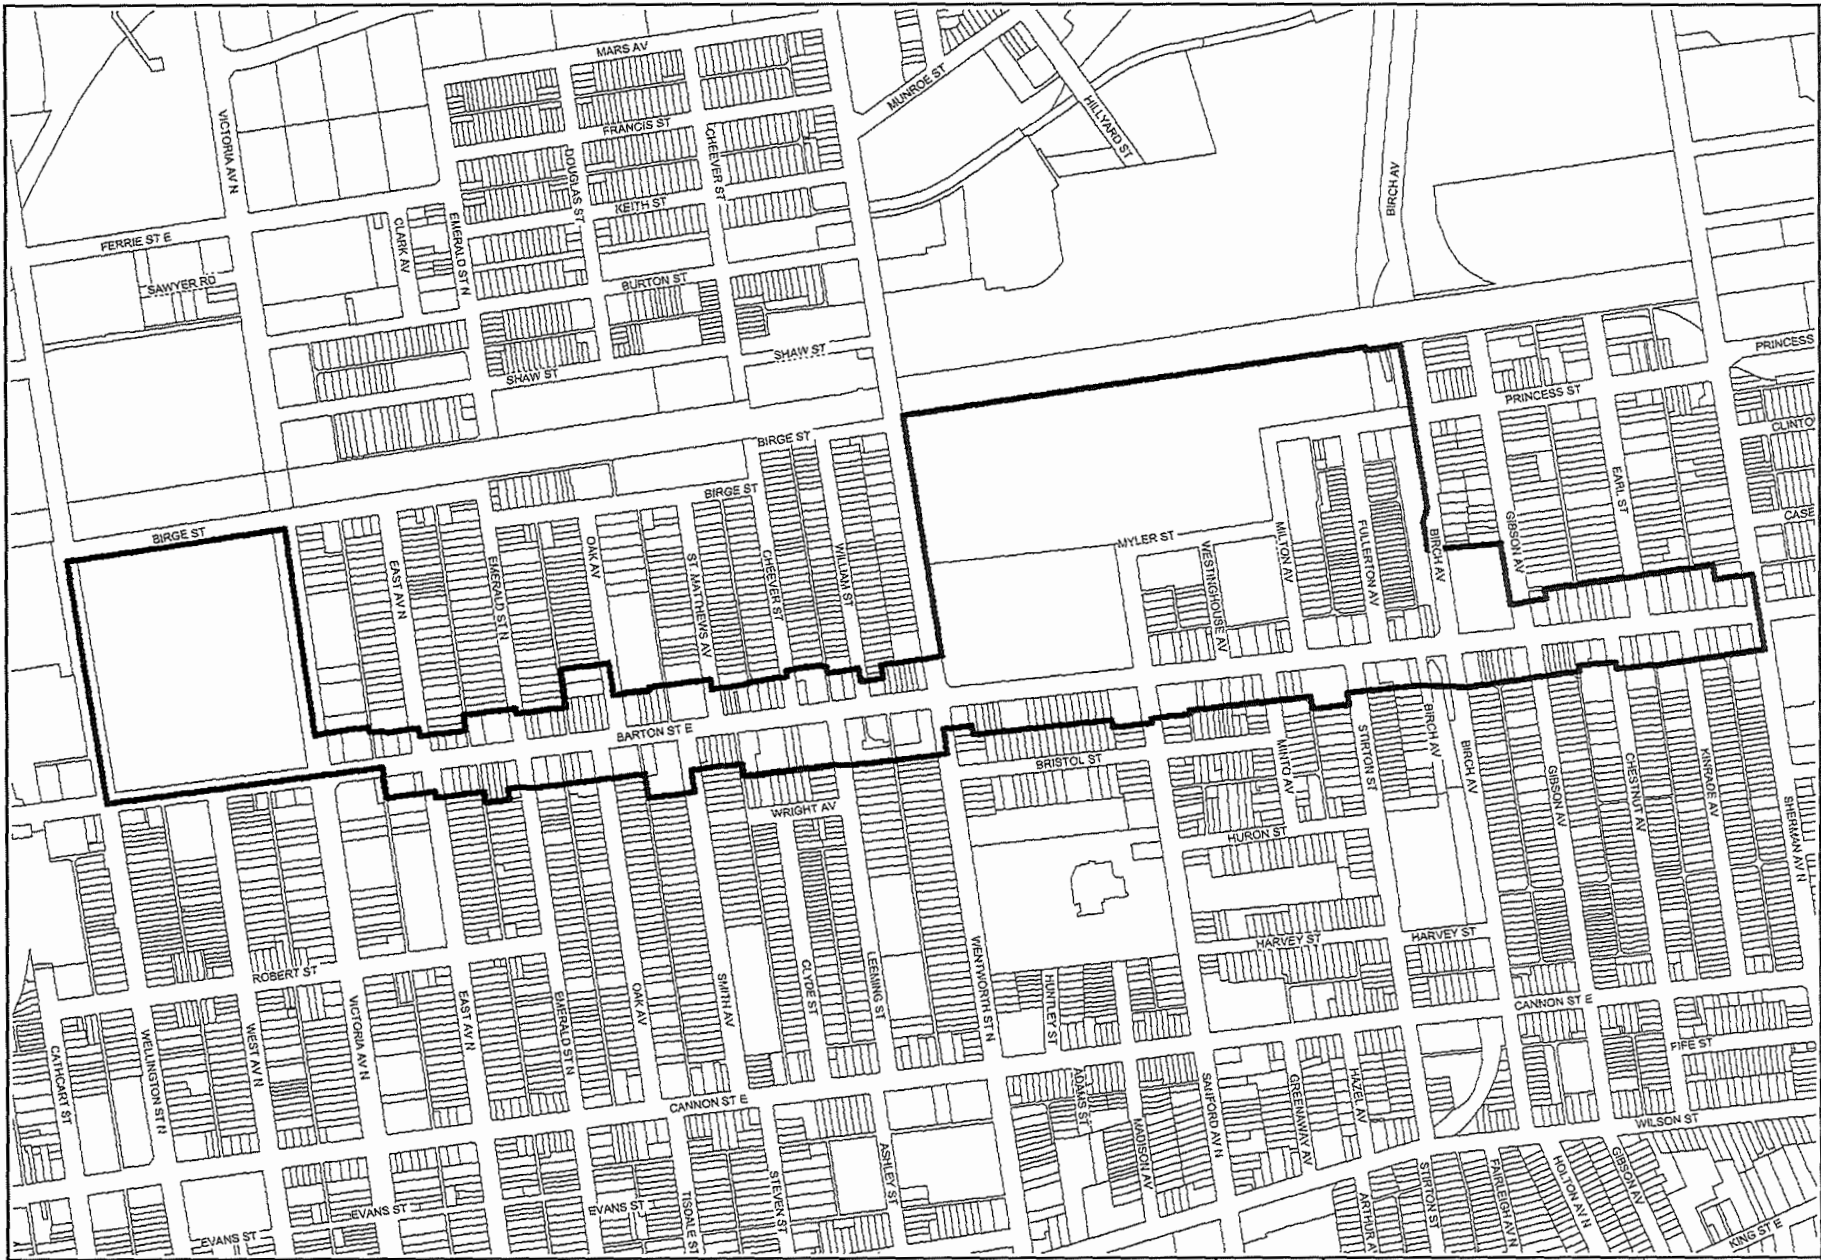 MARS AV
MUNROE ST
HILLYARD ST
VICTORIA AV N
FRANCIS ST
CHEEVER ST
DOUGLAS ST
BIRCH AV
KEITH ST
CLARK AV
EMERALD ST N
FERRIE ST E
SAWYER RD
BURTON ST
SHAW ST
SHAW ST
PRINCESS
PRINCESS ST
CLINTO
BIRGE ST
BIRGE ST
BIRGE ST
EARL ST
CASE
MYLER ST
GIBSON AV
EAST AV N
EMERALD ST N
OAK AV
ST. MATTHEWS AV
CHEEVER ST
WILLIAM ST
WESTINGHOUSE AV
MILTON AV
FULLERTON AV
BIRCH AV
BARTON ST E
BRISTOL ST
MINTO AV
STIRTON ST
BIRCH AV
BIRCH AV
GIBSON AV
CHESTNUT AV
KINRADE AV
SHERMAN AV N
WRIGHT AV
HURON ST
HARVEY ST
HARVEY ST
ROBERT ST
CATHCART ST
WELLINGTON ST N
WEST AV N
VICTORIA AV N
EAST AV N
EMERALD ST N
OAK AV
SMITH AV
CLYDE ST
LEEMING ST
WENTWORTH ST N
HUNTLEY ST
CANNON ST E
FIFE ST
CANNON ST E
ADAMS ST
MADISON AV
SANFORD AV N
GREENAWAY AV
HAZEL AV
WILSON ST
EVANS ST
EVANS ST
EVANS ST
TISDALE ST
STEVEN ST
ASHLEY ST
ARTHUR A
STIRTON ST
FAIRLEIGH AV N
HOLTON AV N
GIBSON AV
KING ST E